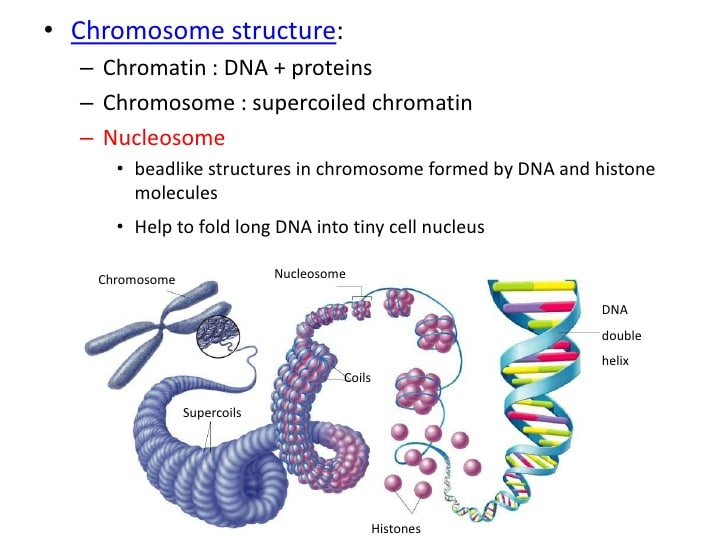 • Chromosome structure:
– Chromatin : DNA + proteins
– Chromosome : supercoiled chromatin
– Nucleosome
• beadlike structures in chromosome formed by DNA and histone
molecules
• Help to fold long DNA into tiny cell nucleus
Chromosome
Nucleosome
DNA
double
helix
Coils
Supercoils
Histones